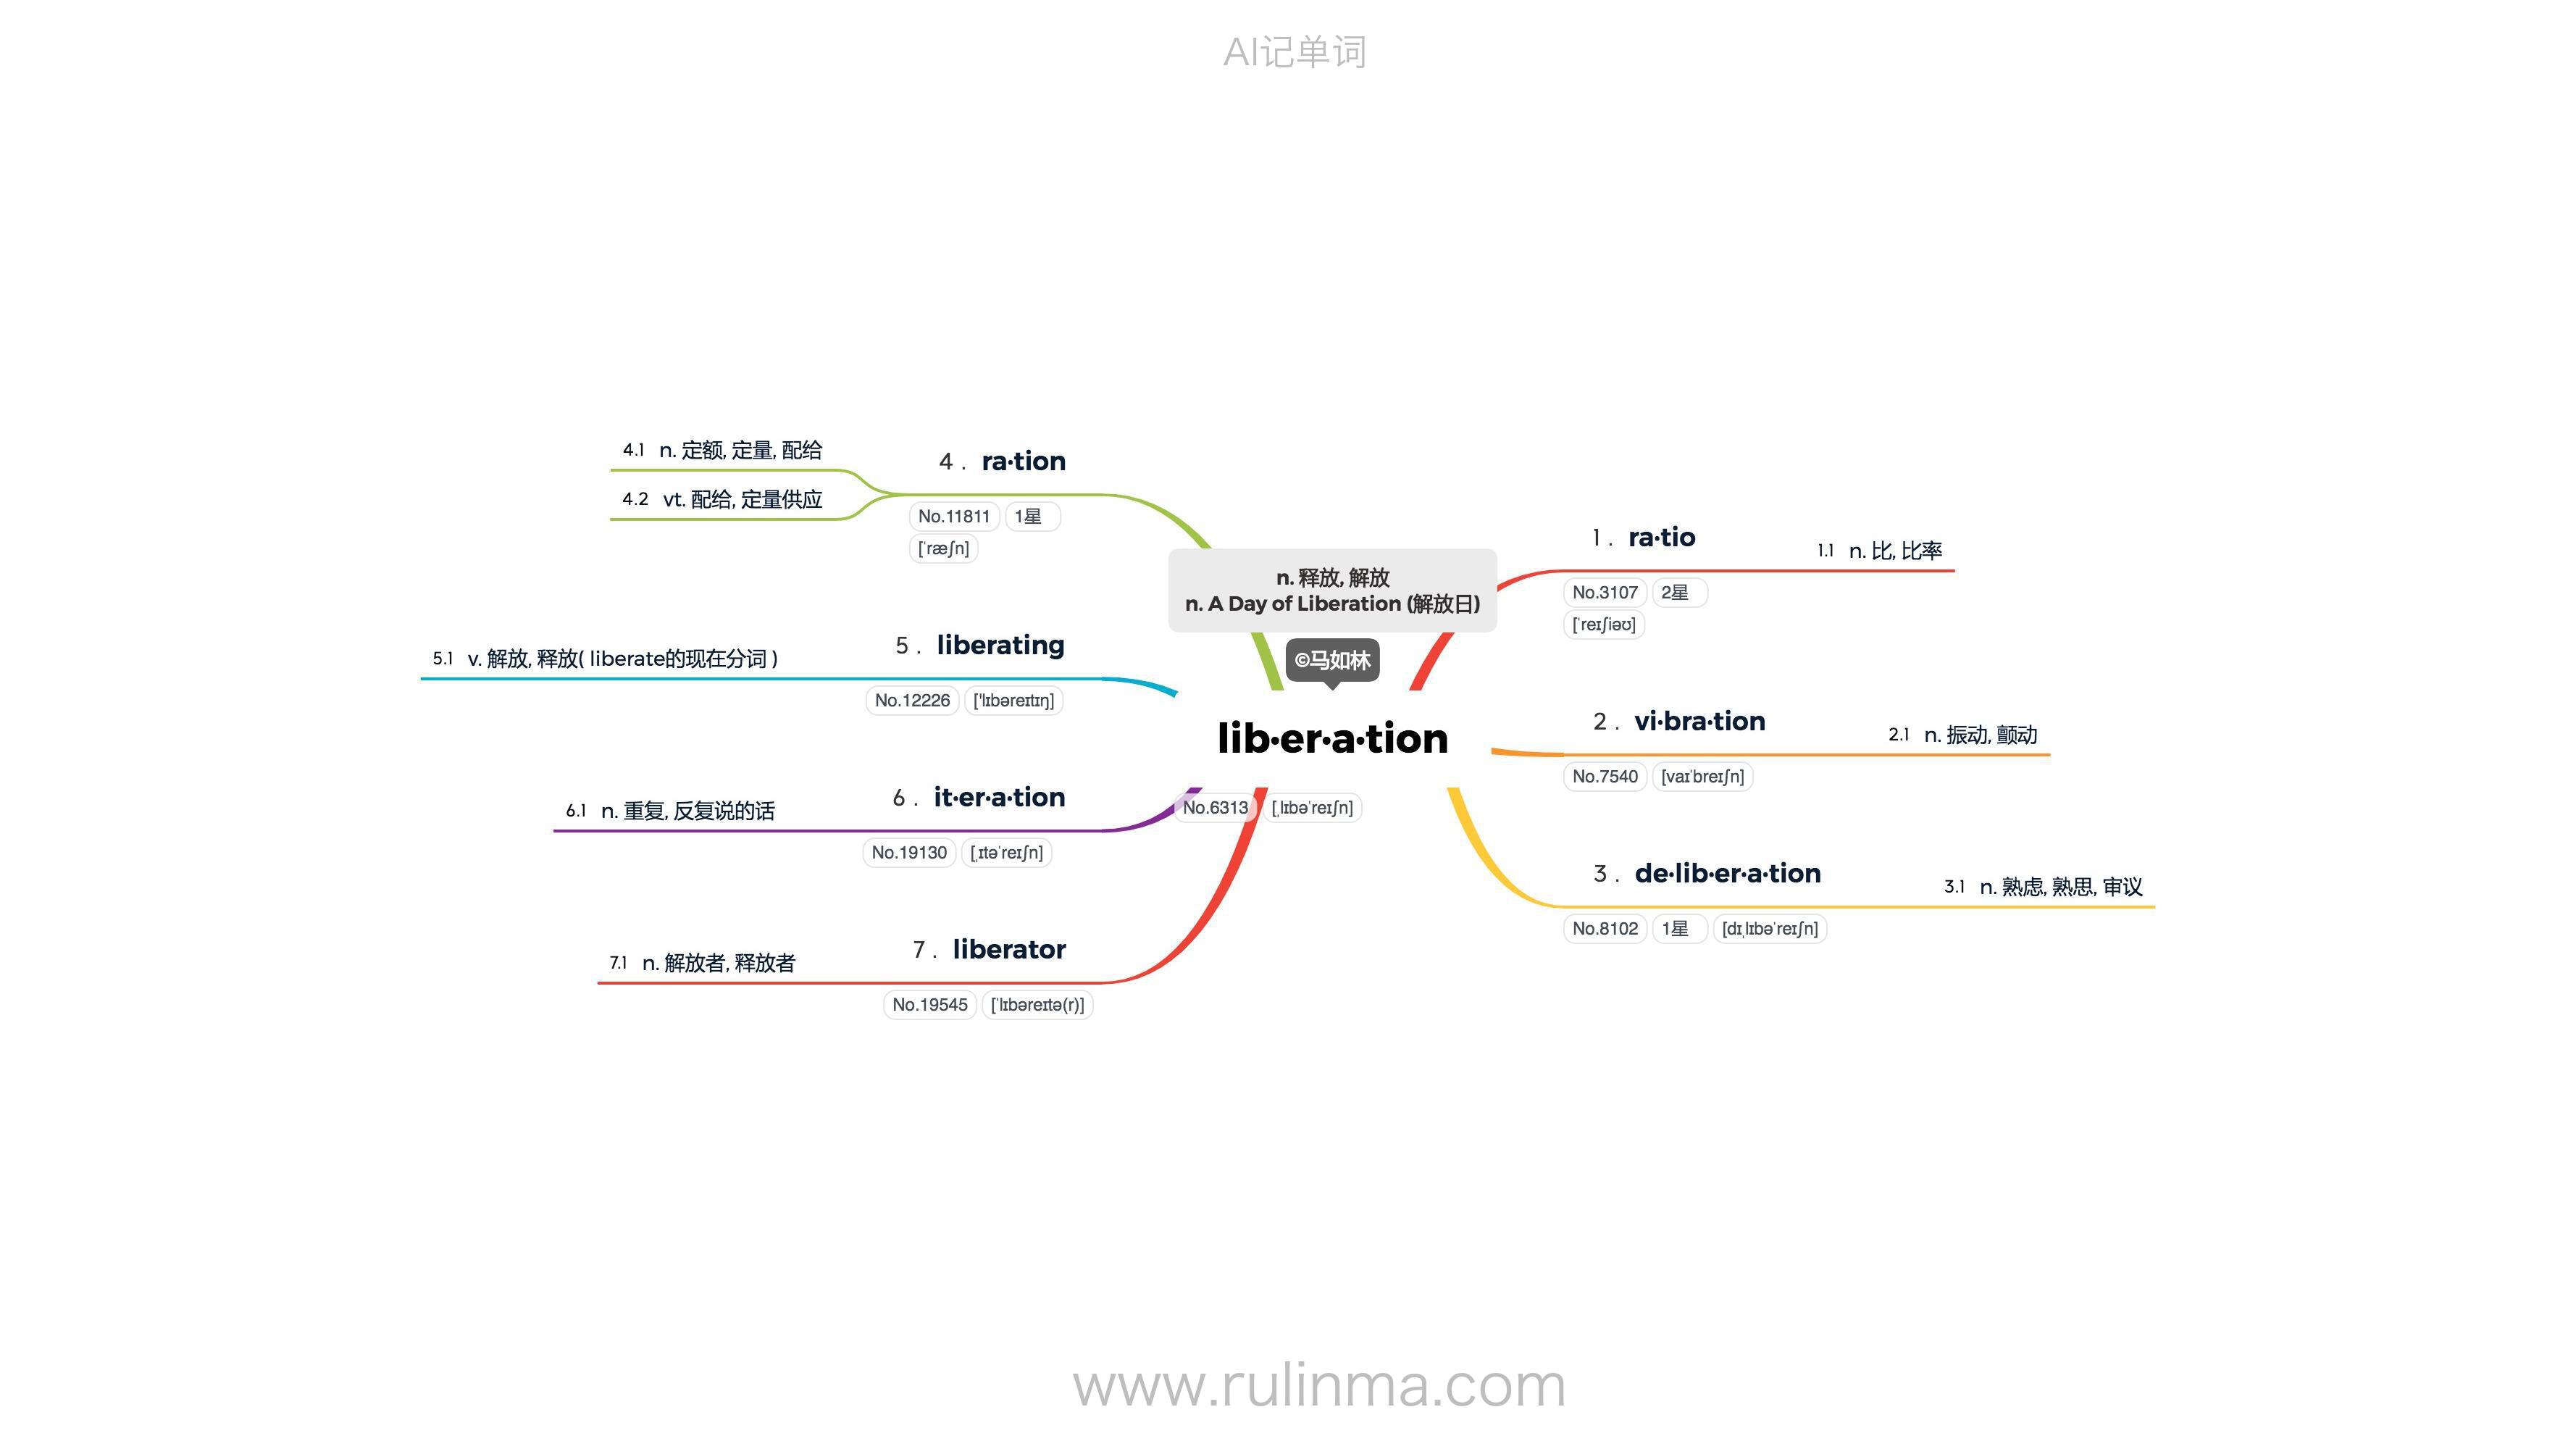 AI记单词
n. 释放, 解放
n. A Day of Liberation (解放日)
©马如林
lib·er·a·tion
No.6313 [ˌlɪbəˈreɪʃn]
1 . ra·tio
No.3107 2星
[ˈreɪʃiəʊ]
1.1 n. 比, 比率
2 . vi·bra·tion
No.7540 [vaɪˈbreɪʃn]
2.1 n. 振动, 颤动
3 . de·lib·er·a·tion
No.8102 1星 [dɪˌlɪbəˈreɪʃn]
3.1 n. 熟虑, 熟思, 审议
4 . ra·tion
No.11811 1星
[ˈræʃn]
4.1 n. 定额, 定量, 配给
4.2 vt. 配给, 定量供应
5 . liberating
No.12226 ['lɪbəreɪtɪŋ]
5.1 v. 解放, 释放( liberate的现在分词 )
6 . it·er·a·tion
No.19130 [ˌɪtəˈreɪʃn]
6.1 n. 重复, 反复说的话
7 . liberator
No.19545 [ˈlɪbəreɪtə(r)]
7.1 n. 解放者, 释放者
www.rulinma.com